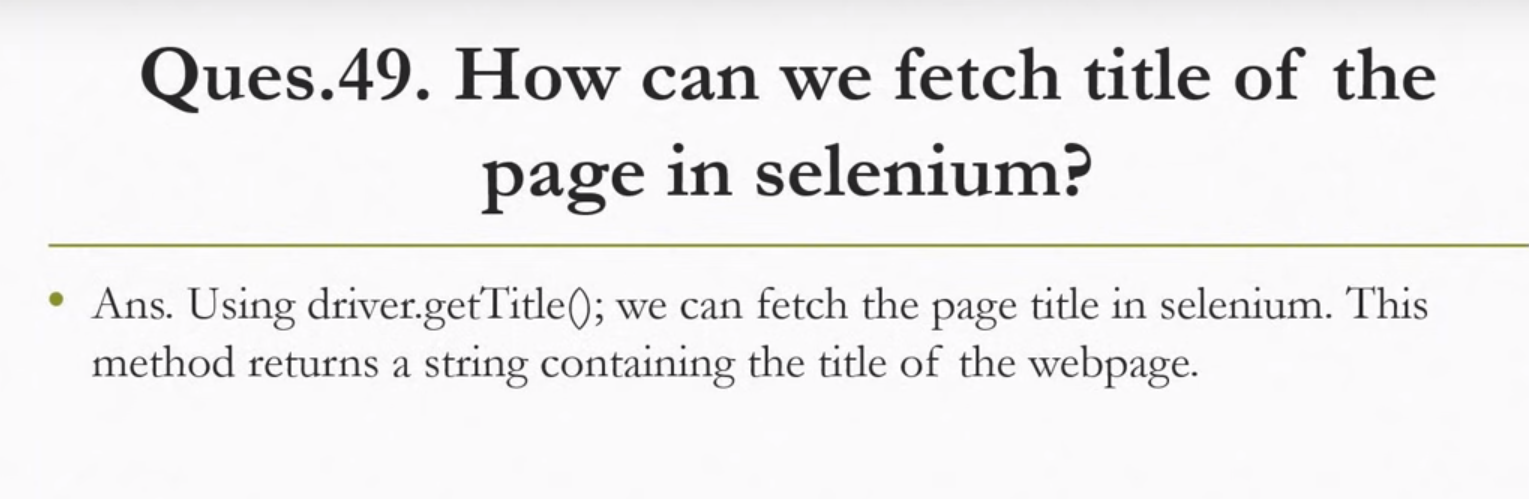 Ques.49. How can we fetch title of the
page in selenium?
• Ans. Using driver.getTitle(); we can fetch the page title in selenium. This
method returns a string containing the title of the webpage.